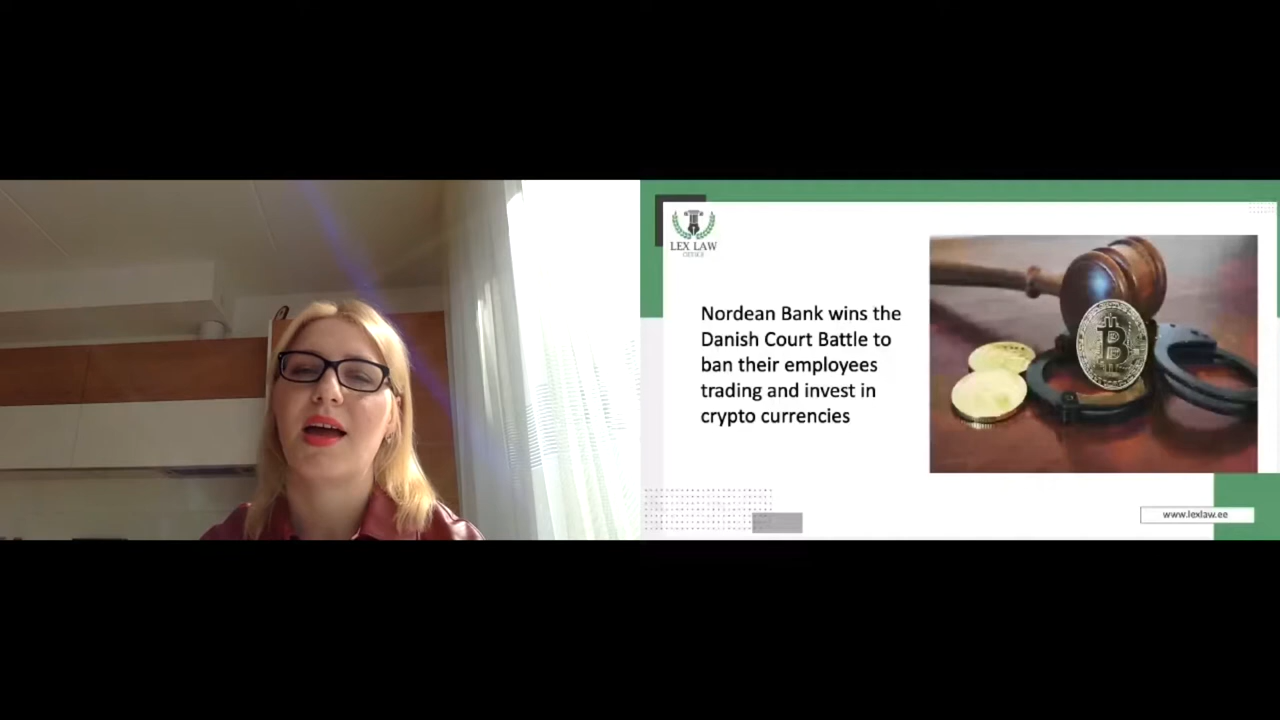 LEX LAW
OFFICE
Nordean Bank wins the
Danish Court Battle to
ban their employees
trading and invest in
crypto currencies
www.lexlaw.ee